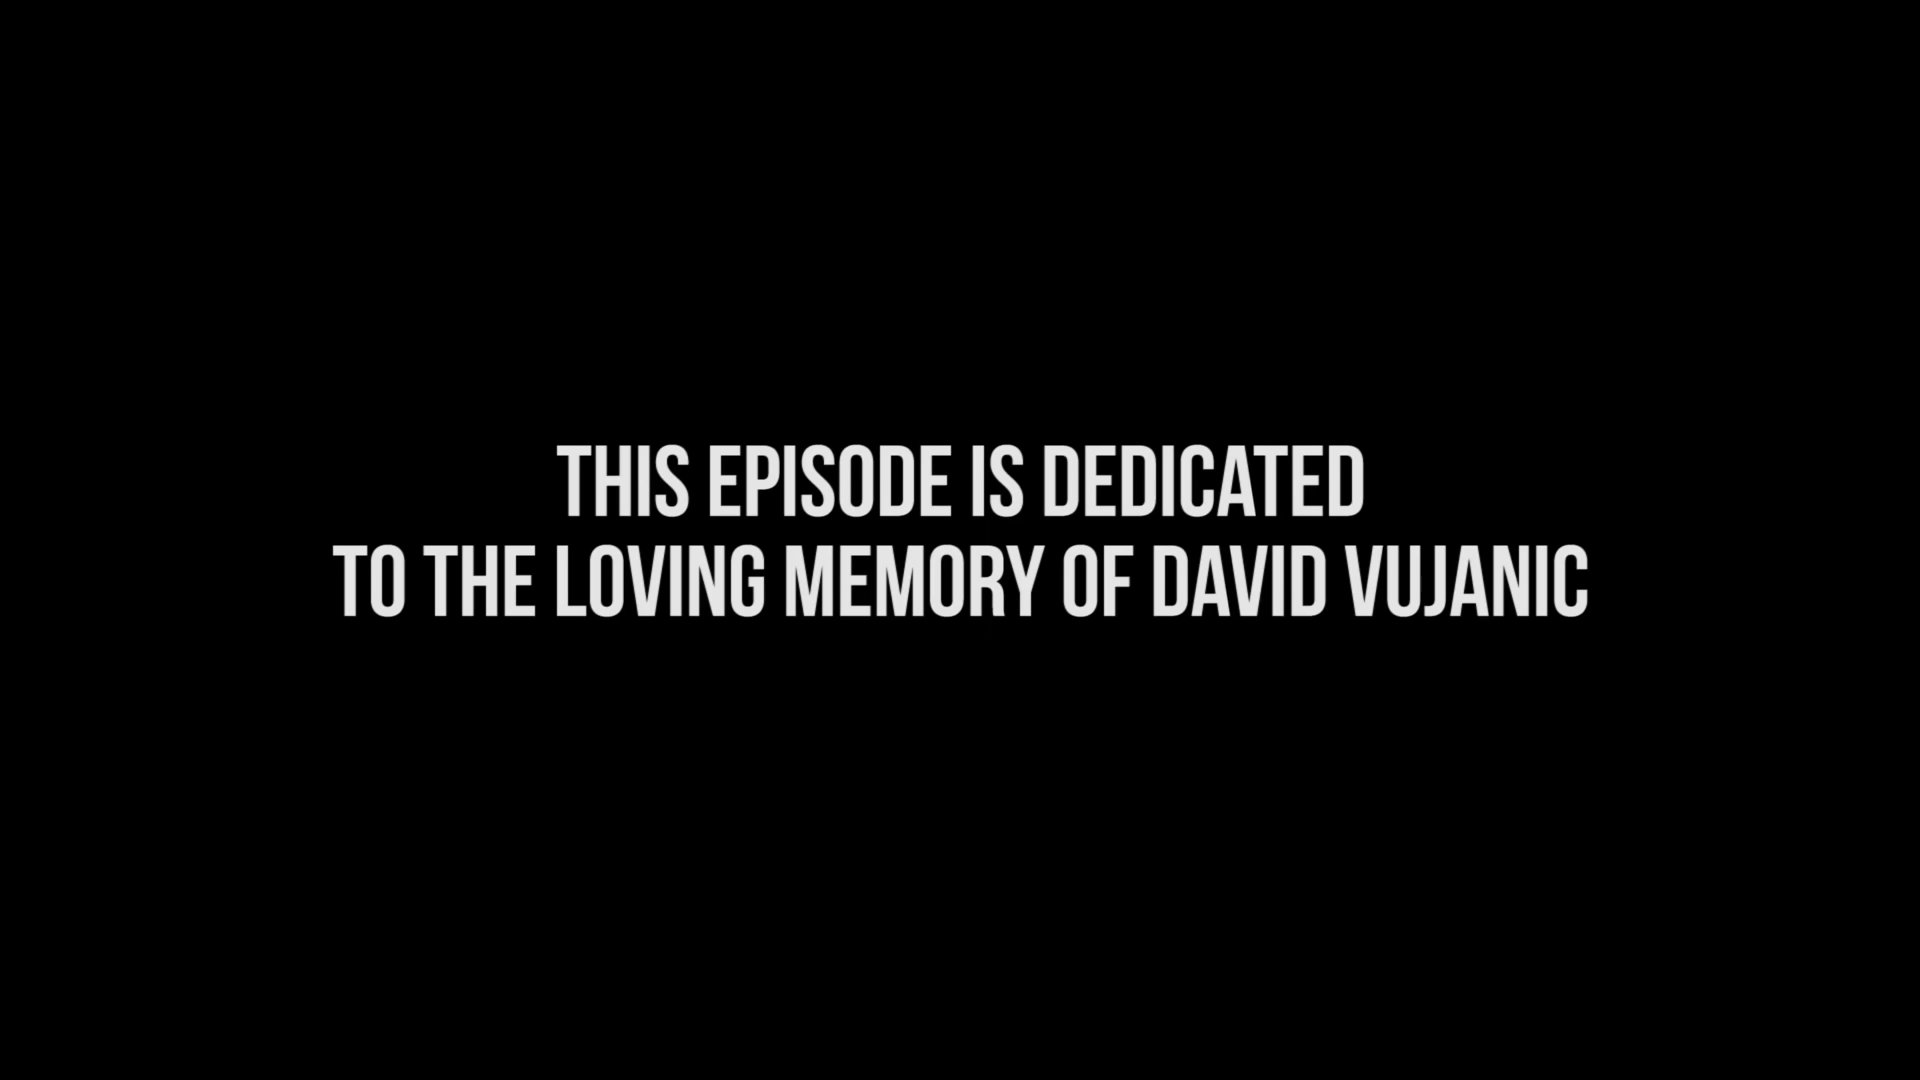 THIS EPISODE IS DEDICATED
TO THE LOVING MEMORY OF DAVID VUJANIC